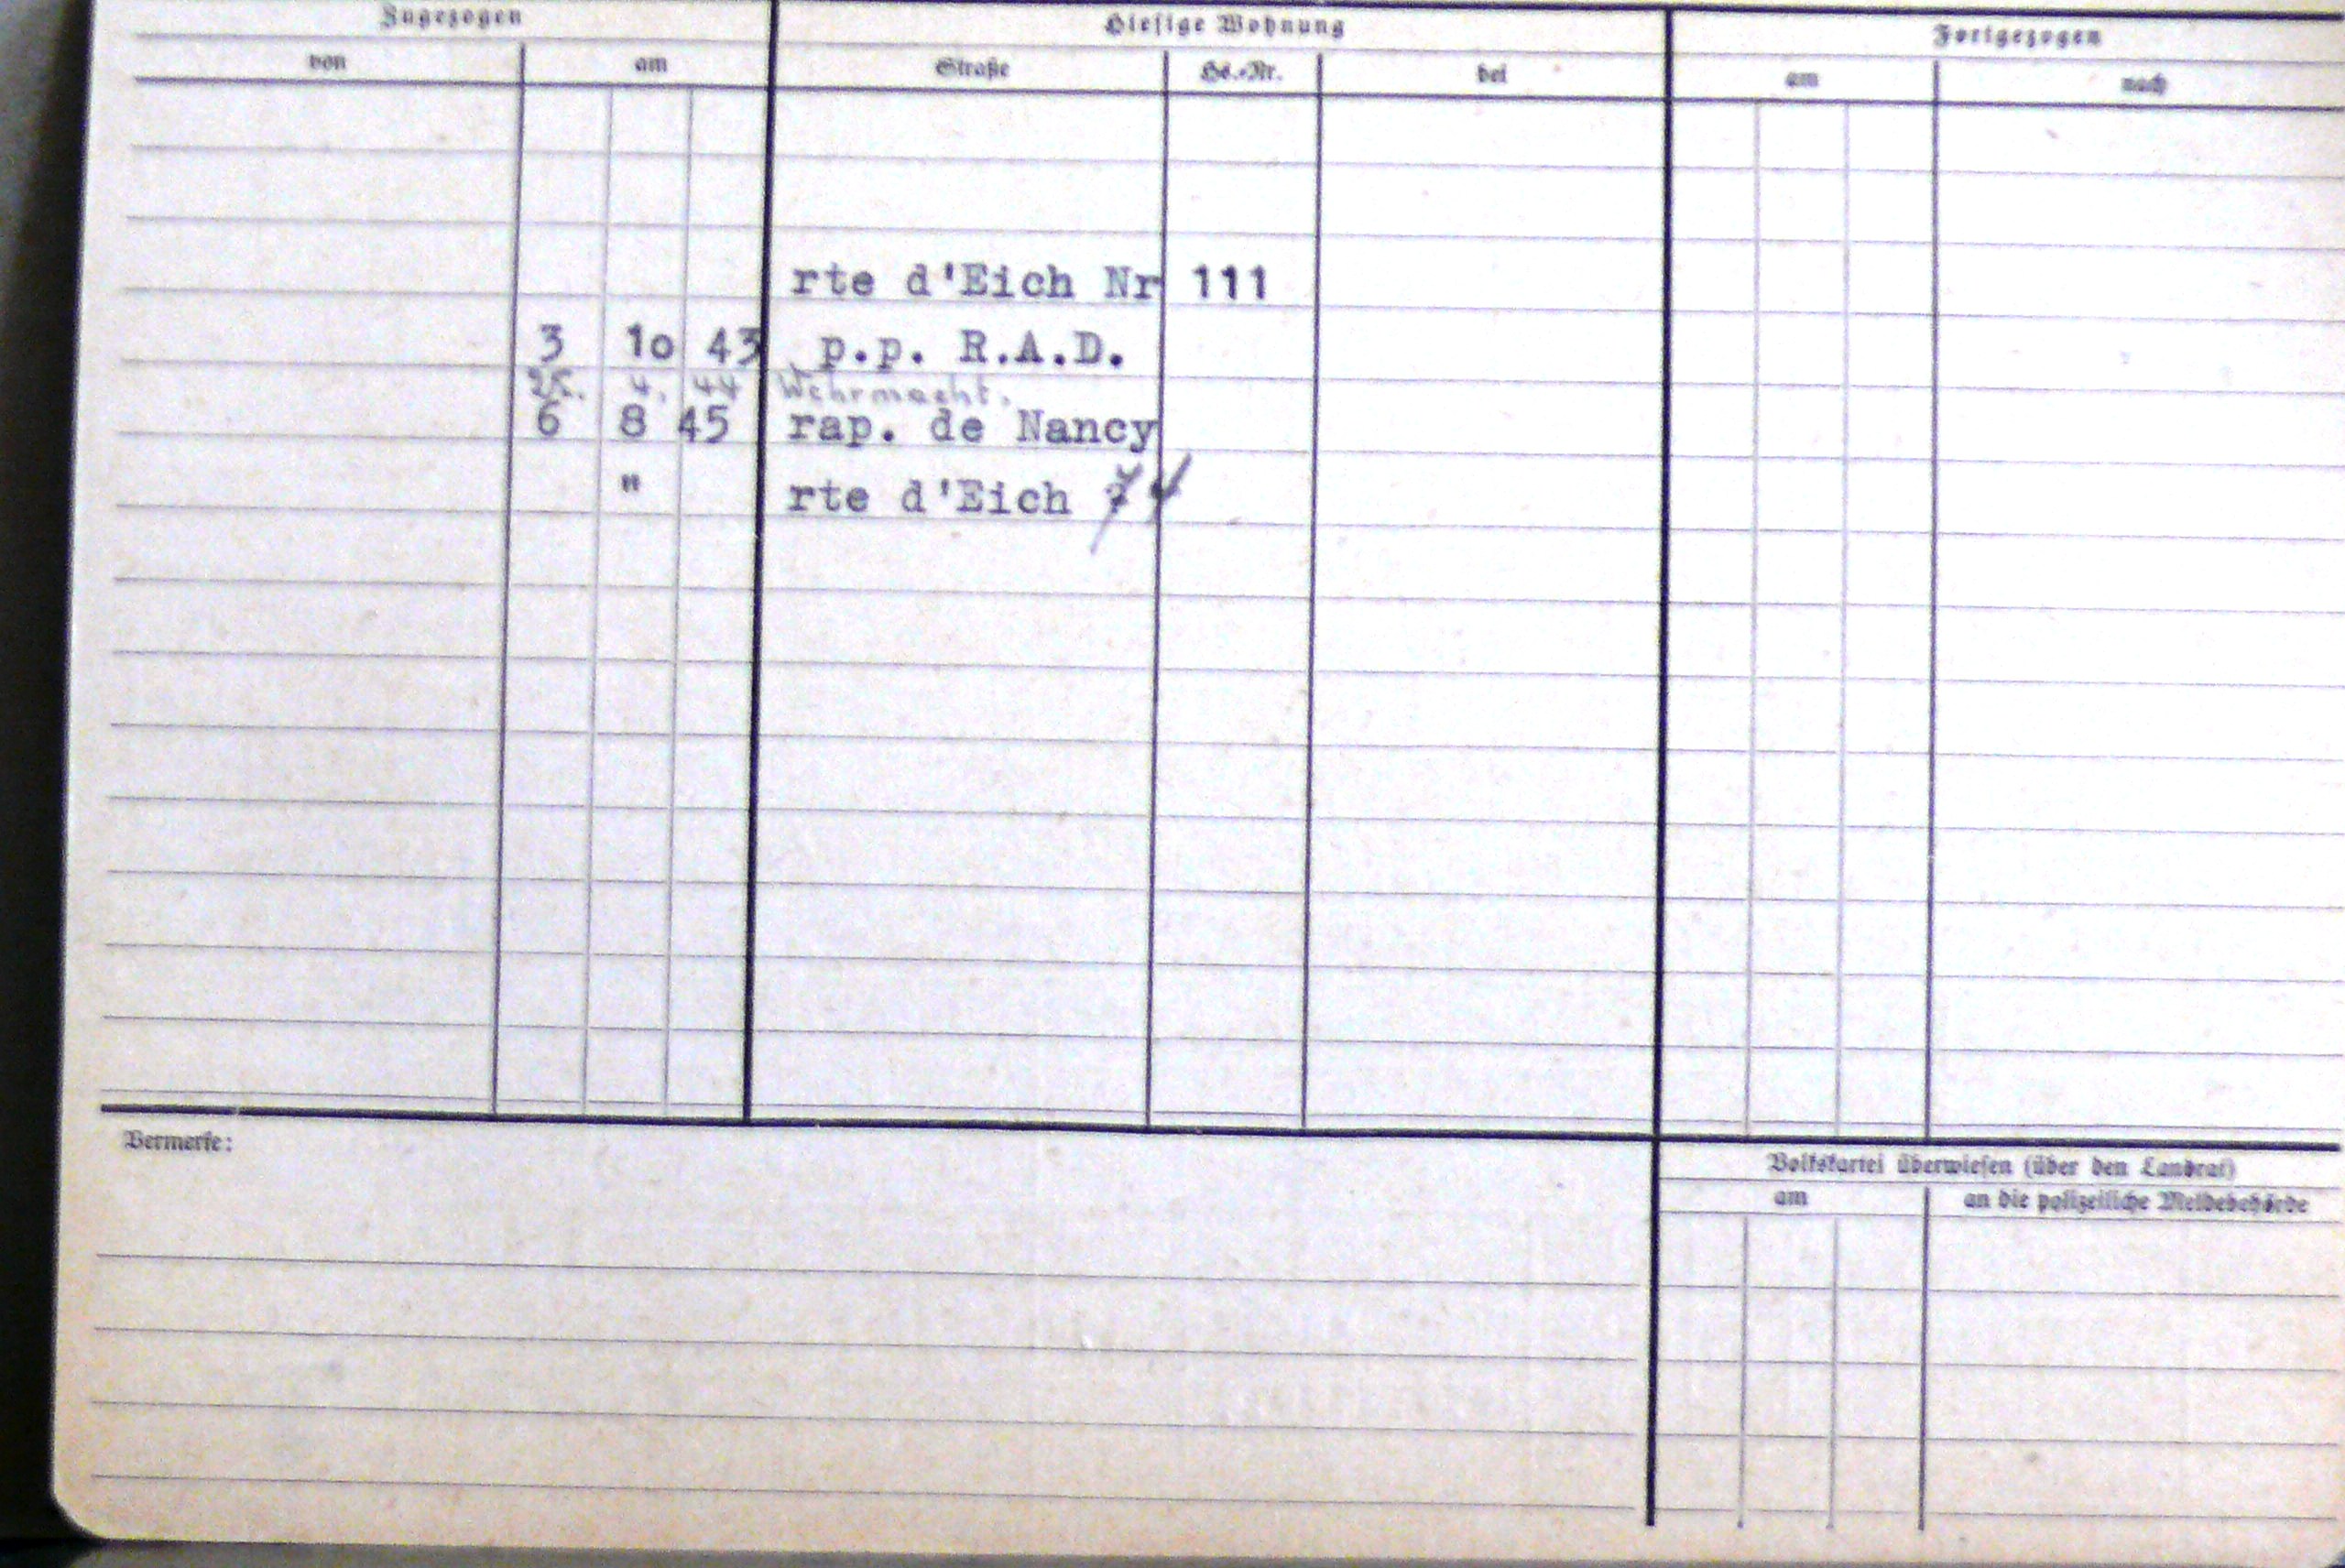 Zugezogen Hiesige Wohnung Fortgezogen
von am Straße Hs.-Nr. bei am nach
rte d'Eich Nr 111
3 1o 43 p.p. R.A.D.
25. 4. 44 Wehrmacht.
6 8 45 rap. de Nancy
" rte d'Eich 4
Vermerke:
Volkskartei überwiesen (über den Landrat)
am an die polizeiliche Meldebehörde